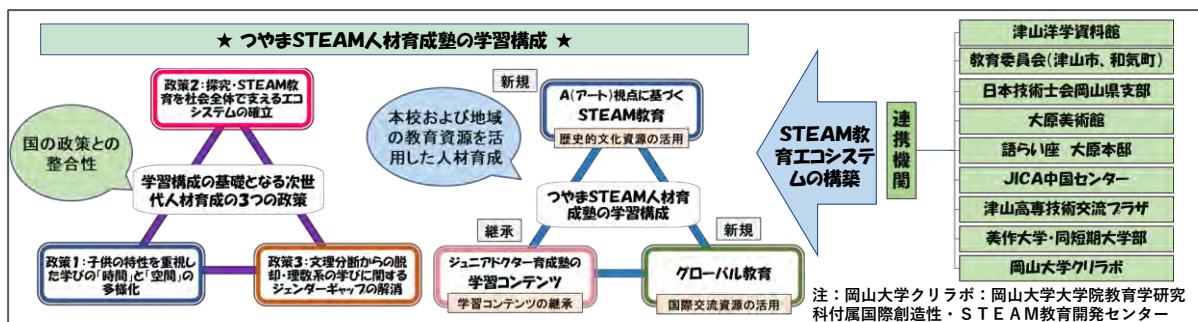 ★ つやまSTEAM人材育成塾の学習構成 ★
国の政策との
整合性
政策2:探究・STEAM教
育を社会全体で支えるエコ
システムの確立
学習構成の基礎となる次世
代人材育成の3つの政策
政策1:子供の特性を重視し
た学びの「時間」と「空間」の
多様化
政策3:文理分断からの脱
却・理数系の学びに関する
ジェンダーギャップの解消
本校および地域
の教育資源を活
用した人材育成
新規
A(アート)視点に基づく
STEAM教育
歴史的文化資源の活用
つやまSTEAM人材育
成塾の学習構成
継承
ジュニアドクター育成塾の
学習コンテンツ
学習コンテンツの継承
新規
グローバル教育
国際交流資源の活用
STEAM教
育エコシステ
ムの構築
連携機関
津山洋学資料館
教育委員会(津山市、和気町)
日本技術士会岡山県支部
大原美術館
語らい座 大原本邸
JICA中国センター
津山高専技術交流プラザ
美作大学・同短期大学部
岡山大学クリラボ
注:岡山大学クリラボ:岡山大学大学院教育学研究
科付属国際創造性・STEAM教育開発センター